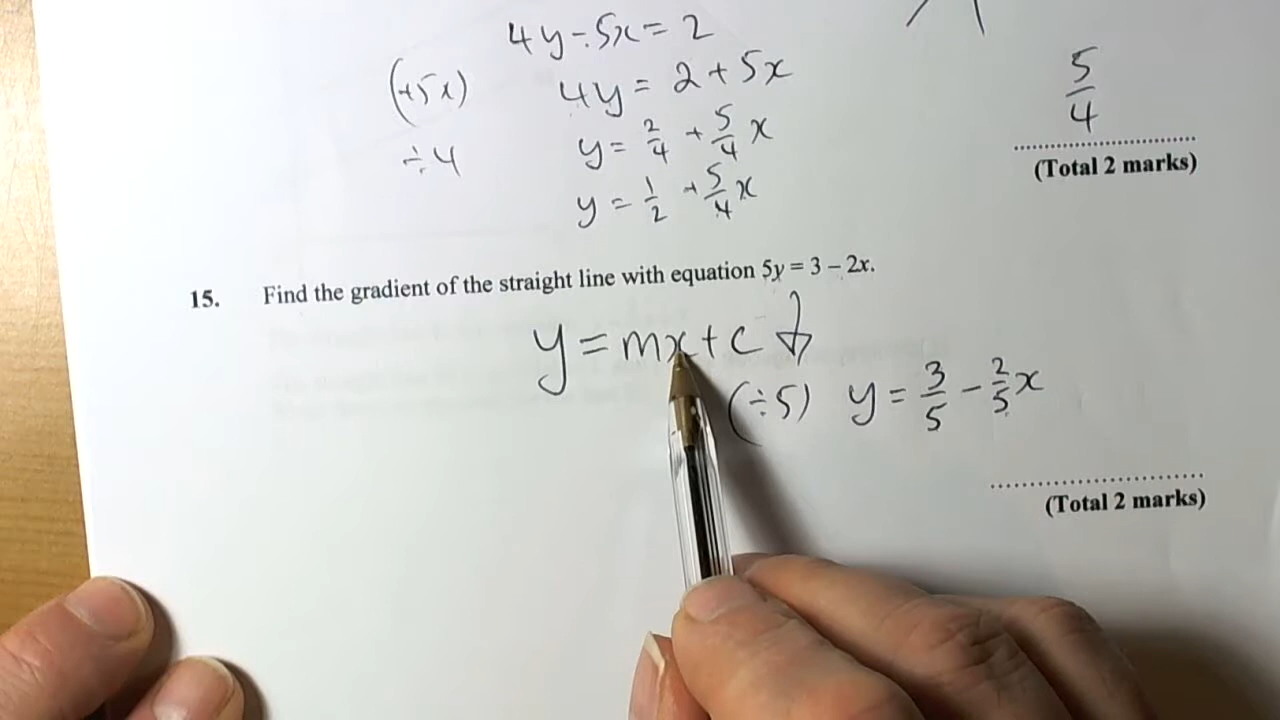 4y - 5x = 2
(+5x) 4y = 2 + 5x
÷4 y = 2/4 + 5/4 x
y = 1/2 + 5/4 x
5/4
(Total 2 marks)
15. Find the gradient of the straight line with equation 5y = 3 – 2x.
y = mx + c
(÷5) y = 3/5 - 2/5 x
(Total 2 marks)